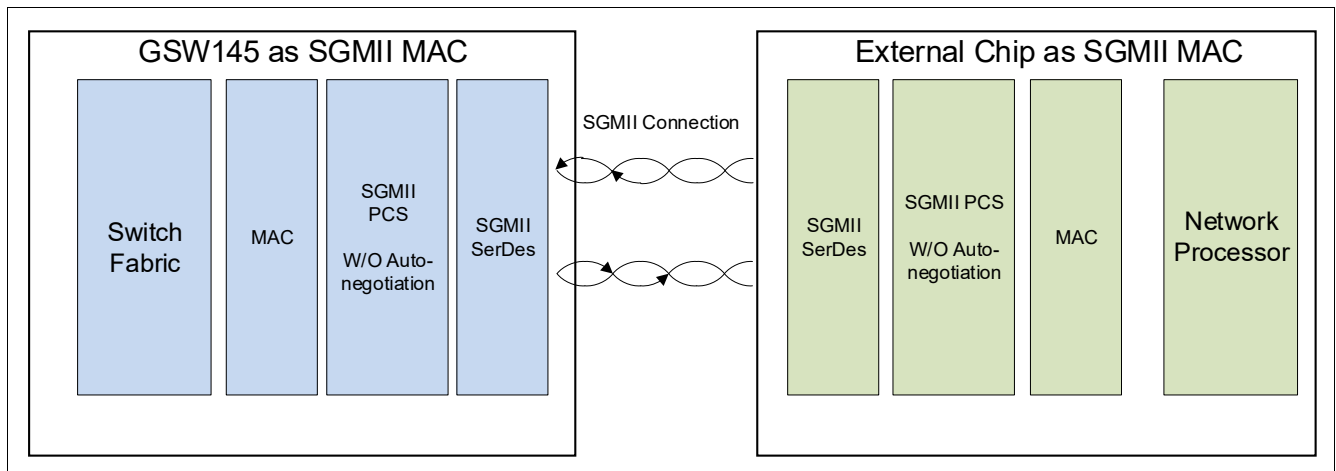 GSW145 as SGMII MAC
Switch
Fabric
MAC
SGMII
PCS
W/O Auto-
negotiation
SGMII
SerDes
SGMII Connection
External Chip as SGMII MAC
SGMII
SerDes
SGMII PCS
W/O Auto-
negotiation
MAC
Network
Processor